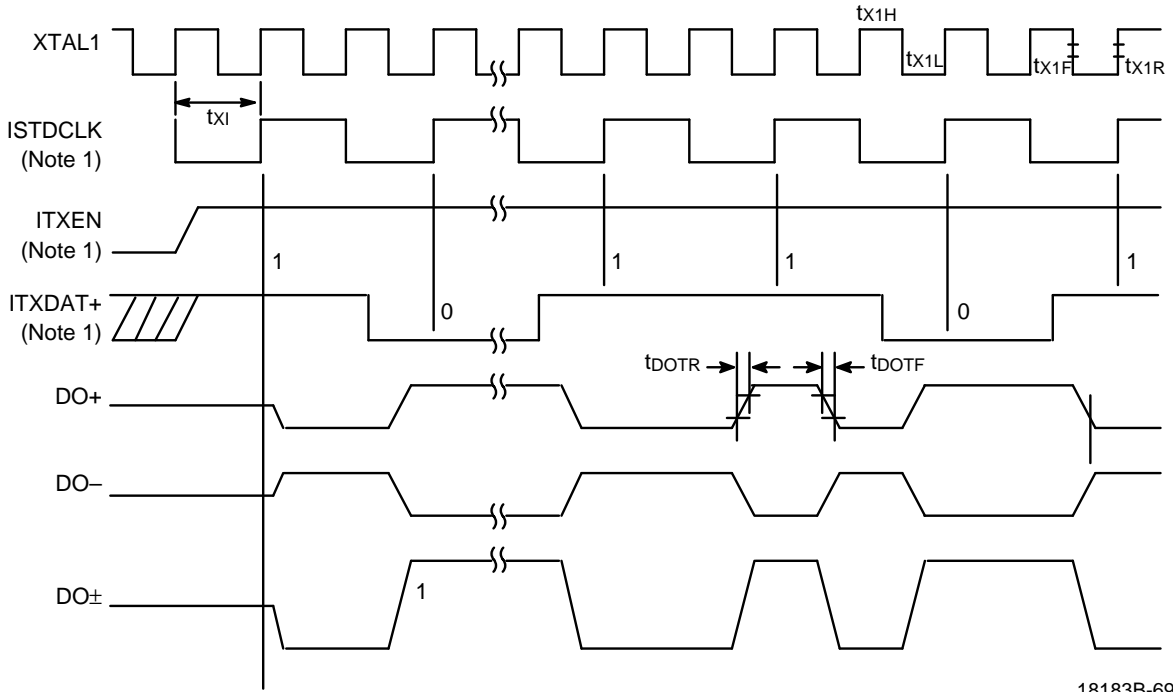 tX1H
XTAL1
tX1L
tX1F
tX1R
tXI
ISTDCLK
(Note 1)
ITXEN
(Note 1)
1
1
1
1
ITXDAT+
(Note 1)
0
0
tDOTR
tDOTF
DO+
DO–
DO±
1
18183B-69